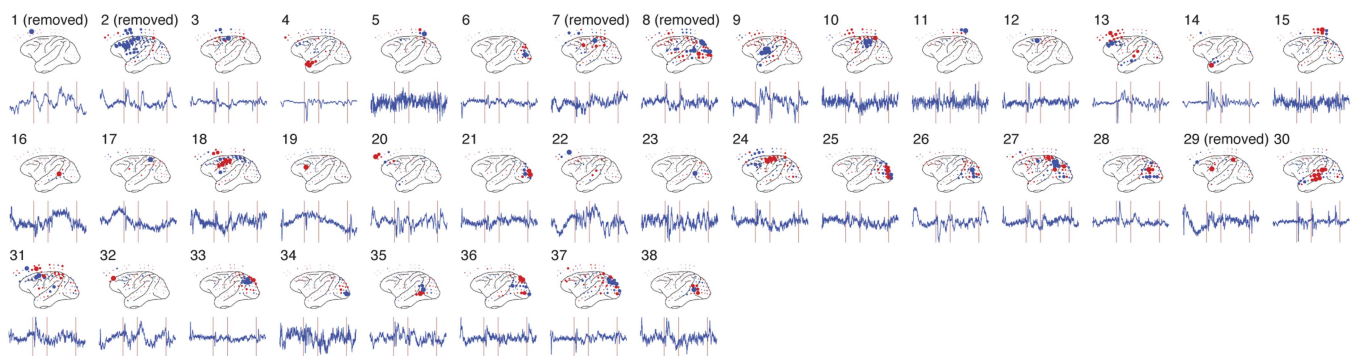 1 (removed) 2 (removed) 3 4 5 6 7 (removed) 8 (removed) 9 10 11 12 13 14 15
16 17 18 19 20 21 22 23 24 25 26 27 28 29 (removed) 30
31 32 33 34 35 36 37 38